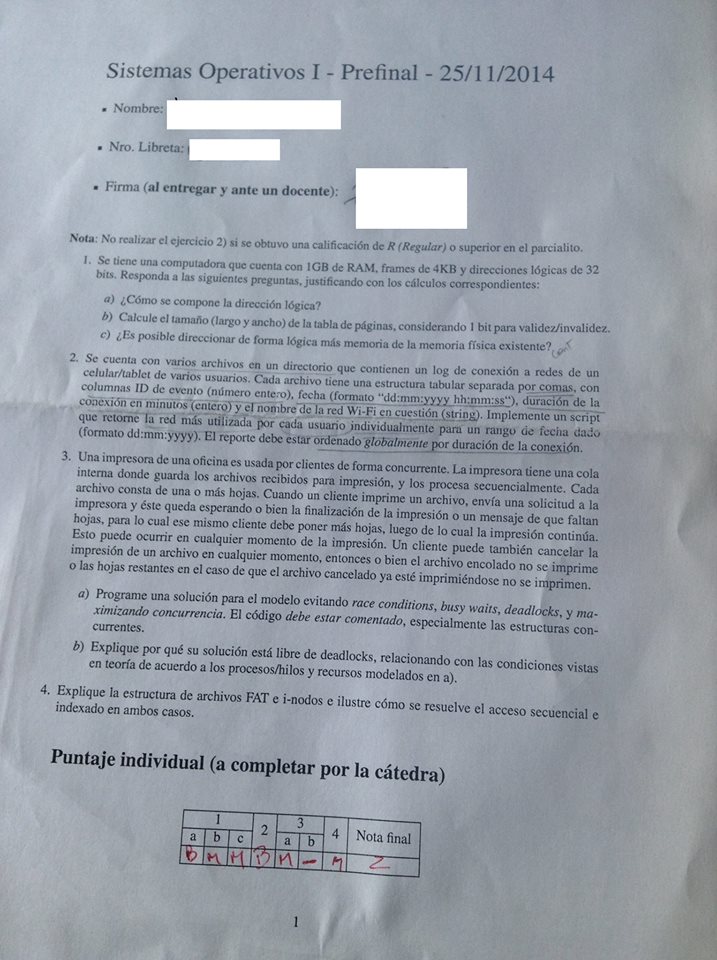 Sistemas Operativos I - Prefinal - 25/11/2014
▪ Nombre:
▪ Nro. Libreta:
▪ Firma (al entregar y ante un docente):
Nota: No realizar el ejercicio 2) si se obtuvo una calificación de R (Regular) o superior en el parcialito.
1. Se tiene una computadora que cuenta con 1GB de RAM, frames de 4KB y direcciones lógicas de 32
bits. Responda a las siguientes preguntas, justificando con los cálculos correspondientes:
a) ¿Cómo se compone la dirección lógica?
b) Calcule el tamaño (largo y ancho) de la tabla de páginas, considerando 1 bit para validez/invalidez.
c) ¿Es posible direccionar de forma lógica más memoria de la memoria física existente?
2. Se cuenta con varios archivos en un directorio que contienen un log de conexión a redes de un
celular/tablet de varios usuarios. Cada archivo tiene una estructura tabular separada por comas, con
columnas ID de evento (número entero), fecha (formato "dd:mm:yyyy hh:mm:ss"), duración de la
conexión en minutos (entero) y el nombre de la red Wi-Fi en cuestión (string). Implemente un script
que retorne la red más utilizada por cada usuario individualmente para un rango de fecha dado
(formato dd:mm:yyyy). El reporte debe estar ordenado globalmente por duración de la conexión.
3. Una impresora de una oficina es usada por clientes de forma concurrente. La impresora tiene una cola
interna donde guarda los archivos recibidos para impresión, y los procesa secuencialmente. Cada
archivo consta de una o más hojas. Cuando un cliente imprime un archivo, envía una solicitud a la
impresora y éste queda esperando o bien la finalización de la impresión o un mensaje de que faltan
hojas, para lo cual ese mismo cliente debe poner más hojas, luego de lo cual la impresión continúa.
Esto puede ocurrir en cualquier momento de la impresión. Un cliente puede también cancelar la
impresión de un archivo en cualquier momento, entonces o bien el archivo encolado no se imprime
o las hojas restantes en el caso de que el archivo cancelado ya esté imprimiéndose no se imprimen.
a) Programe una solución para el modelo evitando race conditions, busy waits, deadlocks, y ma-
ximizando concurrencia. El código debe estar comentado, especialmente las estructuras con-
currentes.
b) Explique por qué su solución está libre de deadlocks, relacionando con las condiciones vistas
en teoría de acuerdo a los procesos/hilos y recursos modelados en a).
4. Explique la estructura de archivos FAT e i-nodos e ilustre cómo se resuelve el acceso secuencial e
indexado en ambos casos.
Puntaje individual (a completar por la cátedra)
1 2 3 4 Nota final
a b c a b
B M M B M - M 2
1